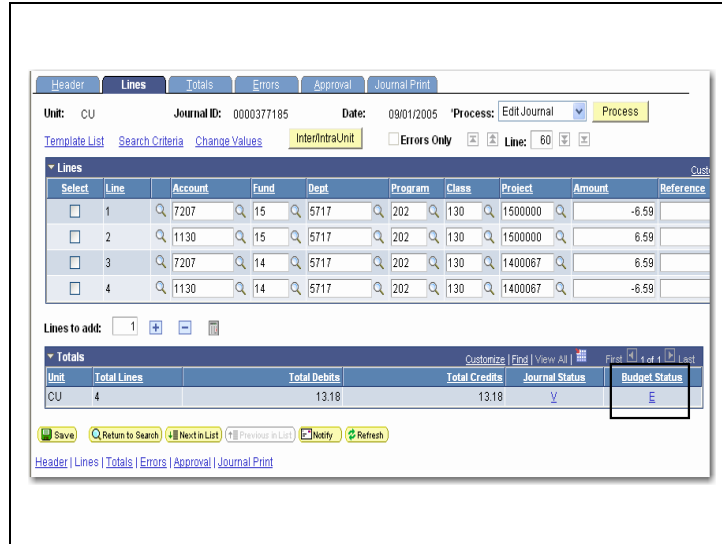 Header Lines Totals Errors Approval Journal Print
Unit: CU Journal ID: 0000377185 Date: 09/01/2005 *Process: Edit Journal Process
Template List Search Criteria Change Values Inter/IntraUnit Errors Only Line: 60
Lines Custo
Select Line Account Fund Dept Program Class Project Amount Reference
1 7207 15 5717 202 130 1500000 -6.59
2 1130 15 5717 202 130 1500000 6.59
3 7207 14 5717 202 130 1400067 6.59
4 1130 14 5717 202 130 1400067 -6.59
Lines to add: 1
Totals Customize | Find | View All | First 1 of 1 Last
Unit Total Lines Total Debits Total Credits Journal Status Budget Status
CU 4 13.18 13.18 V E
Save Return to Search Next in List Previous in List Notify Refresh
Header | Lines | Totals | Errors | Approval | Journal Print